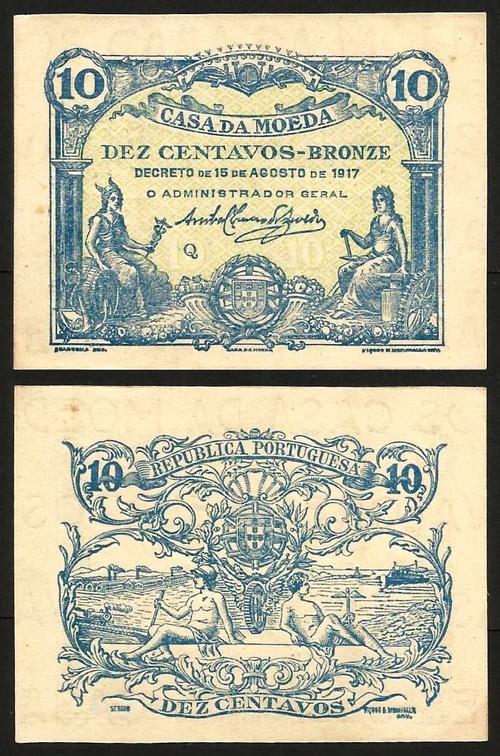 10 10
CASA DA MOEDA
DEZ CENTAVOS-BRONZE
DECRETO DE 15 DE AGOSTO DE 1917
O ADMINISTRADOR GERAL
Q
CASA DA MOEDA
REPUBLICA PORTUGUESA
10 10
DEZ CENTAVOS